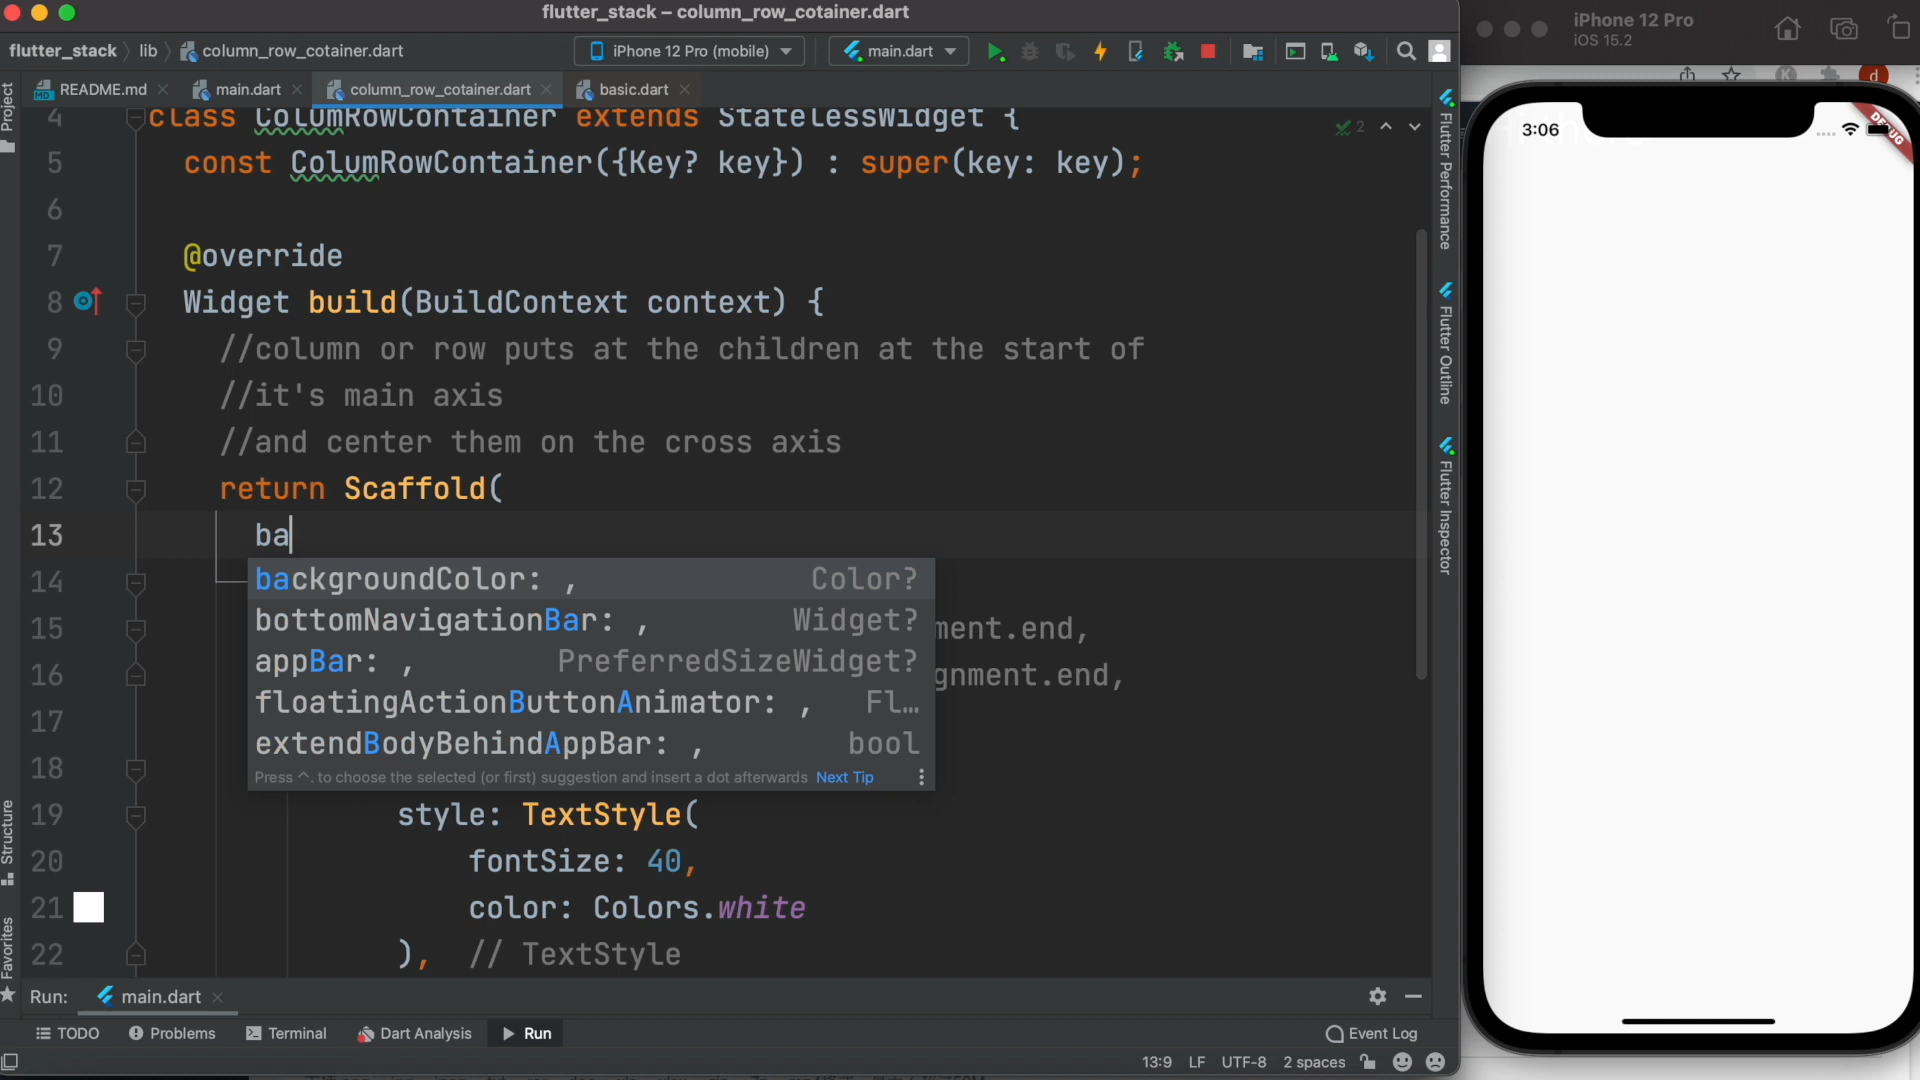 flutter_stack – column_row_cotainer.dart
iPhone 12 Pro
iOS 15.2
flutter_stack lib column_row_cotainer.dart
iPhone 12 Pro (mobile)
main.dart
README.md
main.dart
column_row_cotainer.dart
basic.dart
Project
4 class ColumRowContainer extends StatelessWidget {
2
5 const ColumRowContainer({Key? key}) : super(key: key);
6
7 @override
8 Widget build(BuildContext context) {
9 //column or row puts at the children at the start of
10 //it's main axis
11 //and center them on the cross axis
12 return Scaffold(
13 ba
14
backgroundColor: , Color?
15
bottomNavigationBar: , Widget?
ment.end,
16
appBar: , PreferredSizeWidget?
gnment.end,
17
floatingActionButtonAnimator: , Fl…
18
extendBodyBehindAppBar: , bool
Press ^. to choose the selected (or first) suggestion and insert a dot afterwards Next Tip
19 style: TextStyle(
20 fontSize: 40,
21 color: Colors.white
22 ), // TextStyle
Structure
Favorites
Flutter Performance
Flutter Outline
Flutter Inspector
3:06
DEBUG
K
d
Run: main.dart
TODO Problems Terminal Dart Analysis Run Event Log
13:9 LF UTF-8 2 spaces